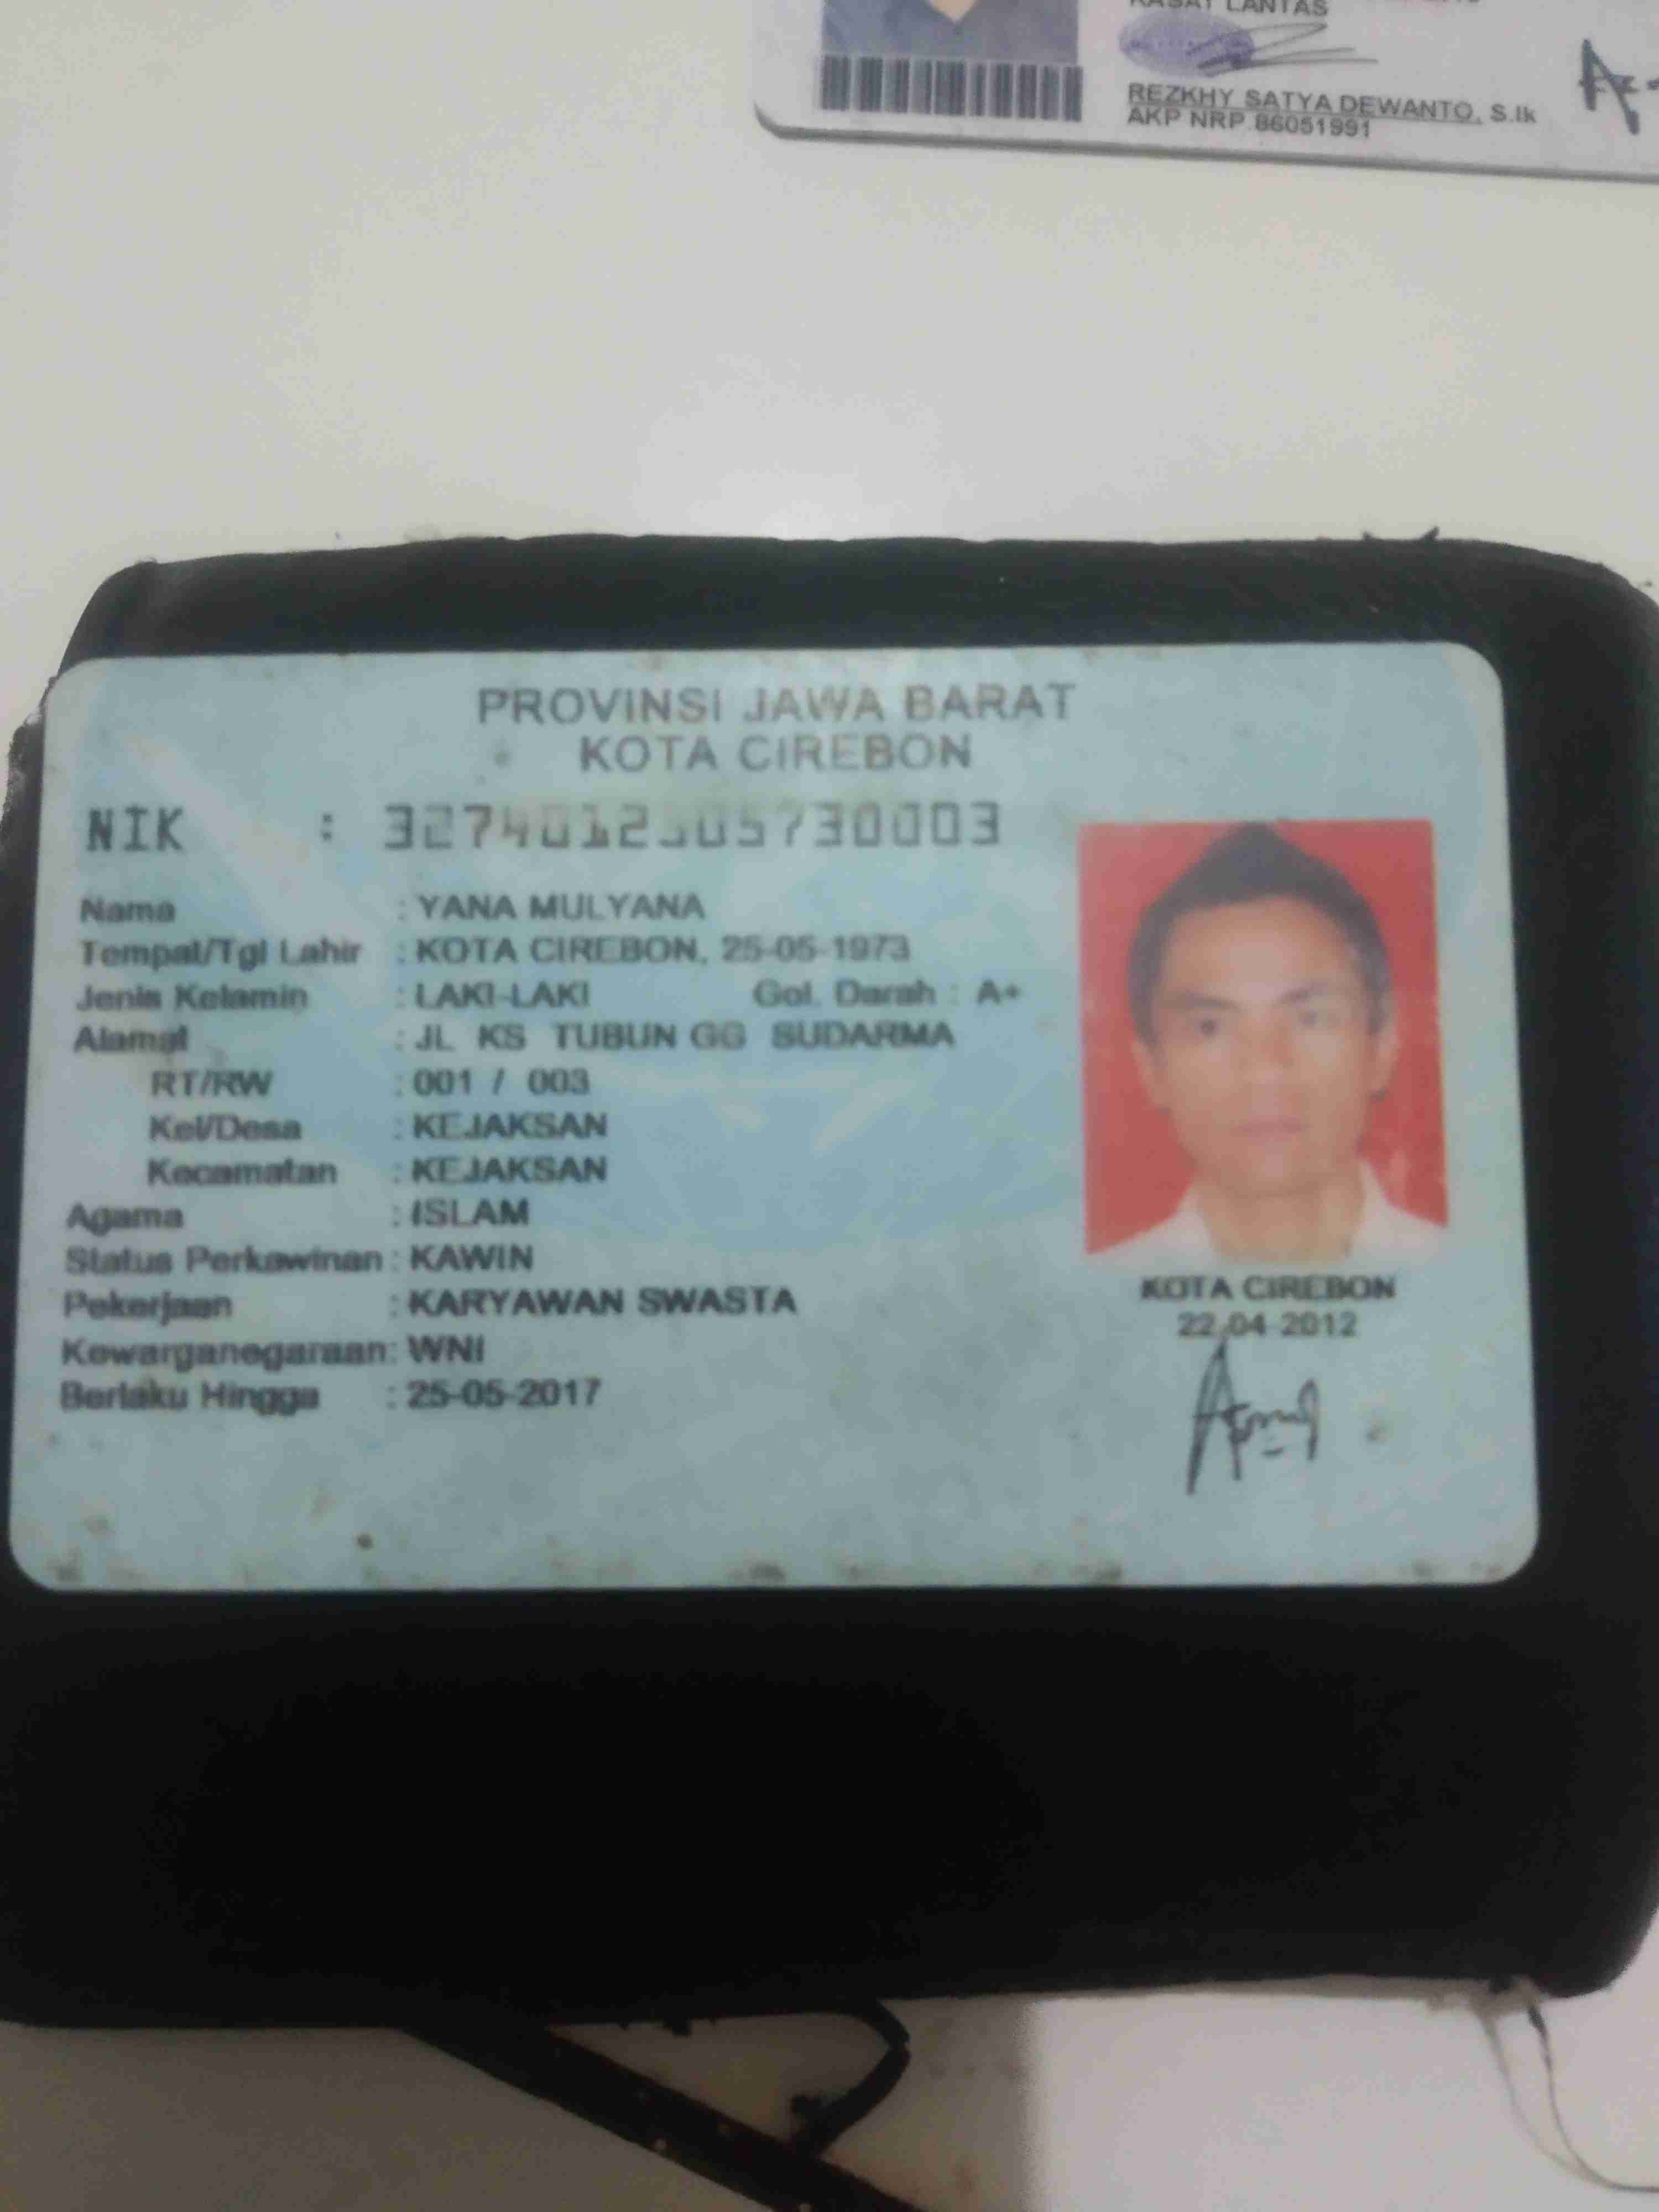 KASAT LANTAS
REZKHY SATYA DEWANTO, S.Ik
AKP NRP 86051991
PROVINSI JAWA BARAT
KOTA CIREBON
NIK :
Nama : YANA MULYANA
Tempat/Tgl Lahir : KOTA CIREBON, 25-05-1973
Jenis Kelamin : LAKI-LAKI Gol. Darah : A+
Alamat : JL KS TUBUN GG SUDARMA
RT/RW : 001 / 003
Kel/Desa : KEJAKSAN
Kecamatan : KEJAKSAN
Agama : ISLAM
Status Perkawinan : KAWIN
Pekerjaan : KARYAWAN SWASTA
Kewarganegaraan: WNI
Berlaku Hingga : 25-05-2017
KOTA CIREBON
22-04-2012